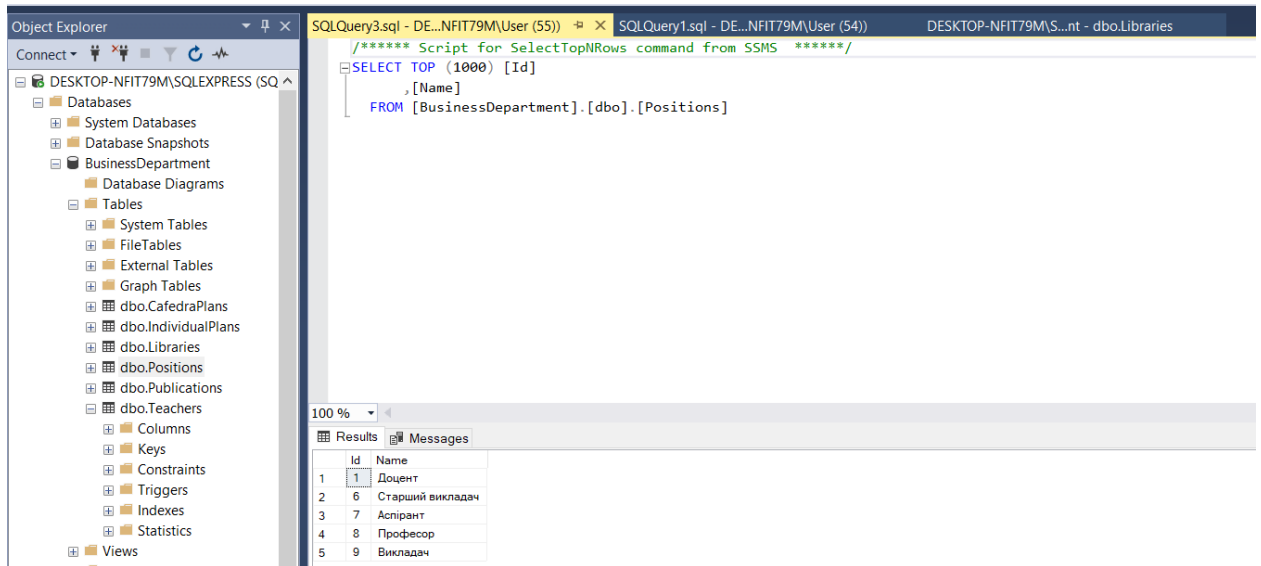 Object Explorer
Connect
DESKTOP-NFIT79M\SQLEXPRESS (SQ
Databases
System Databases
Database Snapshots
BusinessDepartment
Database Diagrams
Tables
System Tables
FileTables
External Tables
Graph Tables
dbo.CafedraPlans
dbo.IndividualPlans
dbo.Libraries
dbo.Positions
dbo.Publications
dbo.Teachers
Columns
Keys
Constraints
Triggers
Indexes
Statistics
Views
SQLQuery3.sql - DE...NFIT79M\User (55)) SQLQuery1.sql - DE...NFIT79M\User (54)) DESKTOP-NFIT79M\S...nt - dbo.Libraries
/****** Script for SelectTopNRows command from SSMS ******/
SELECT TOP (1000) [Id]
,[Name]
FROM [BusinessDepartment].[dbo].[Positions]
100 %
Results Messages
Id Name
1 1 Доцент
2 6 Старший викладач
3 7 Аспірант
4 8 Професор
5 9 Викладач